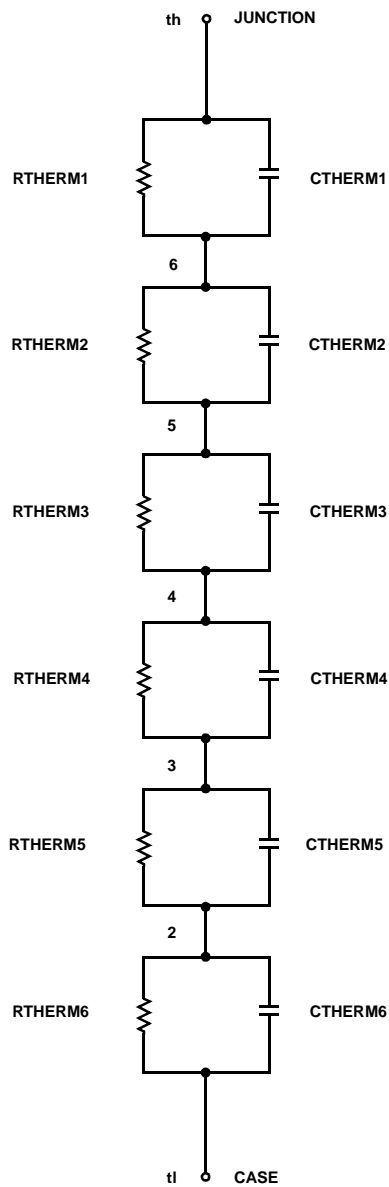 th JUNCTION
RTHERM1 CTHERM1
6
RTHERM2 CTHERM2
5
RTHERM3 CTHERM3
4
RTHERM4 CTHERM4
3
RTHERM5 CTHERM5
2
RTHERM6 CTHERM6
tl CASE